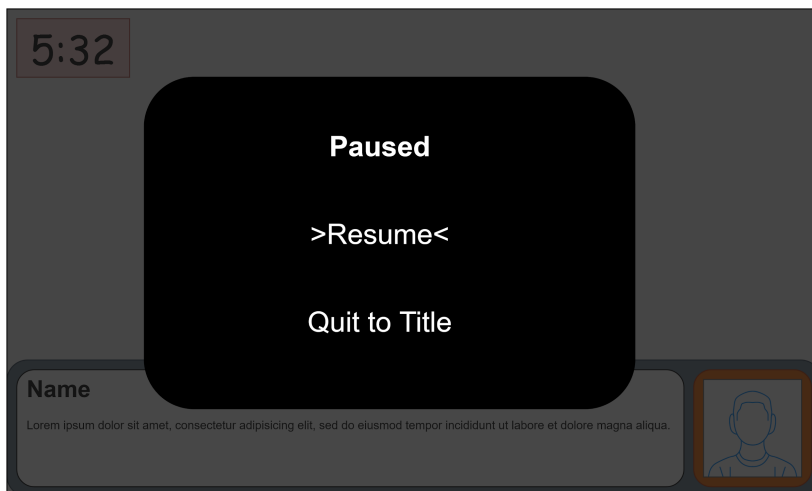 5:32
Paused
>Resume<
Quit to Title
Name
Lorem ipsum dolor sit amet, consectetur adipisicing elit, sed do eiusmod tempor incididunt ut labore et dolore magna aliqua.